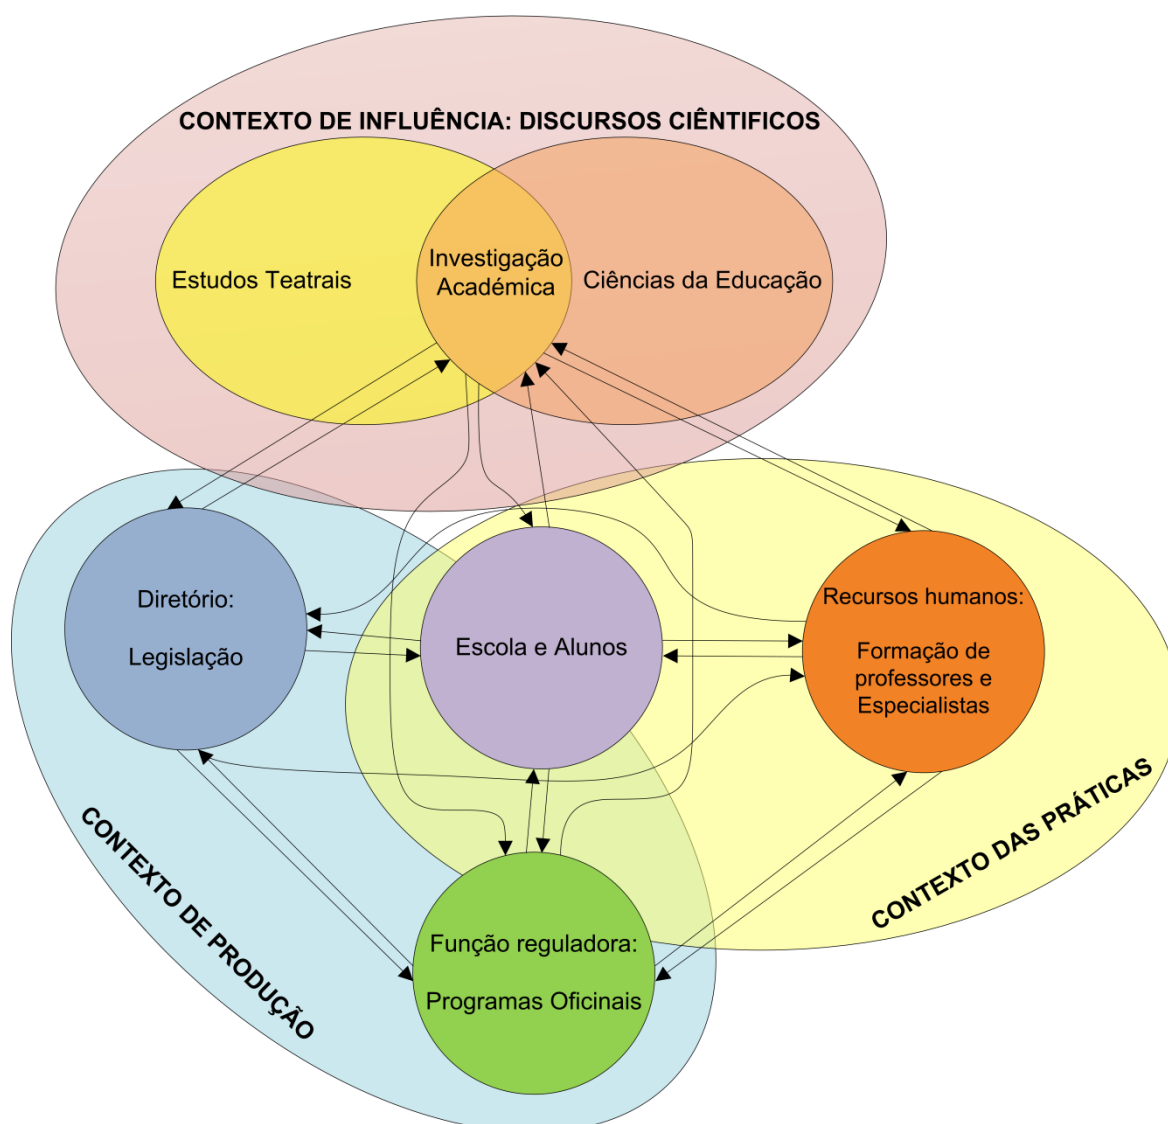 CONTEXTO DE INFLUÊNCIA: DISCURSOS CIÊNTIFICOS
Estudos Teatrais
Investigação
Académica
Ciências da Educação
Diretório:
Legislação
Escola e Alunos
Recursos humanos:
Formação de
professores e
Especialistas
CONTEXTO DE PRODUÇÃO
CONTEXTO DAS PRÁTICAS
Função reguladora:
Programas Oficinais